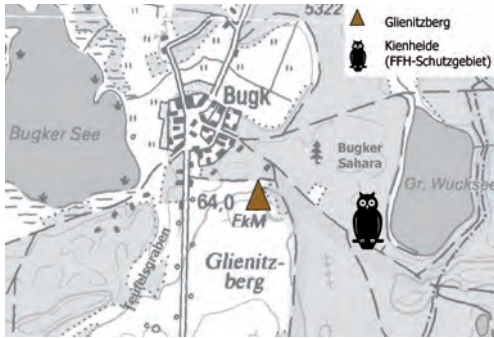 5322
Glienitzberg
Kienheide
(FFH-Schutzgebiet)
Bugk
Bugker See
Bugker
Sahara
Gr. Wucksee
64,0
FkM
Teufelsgraben
Glienitz-
berg